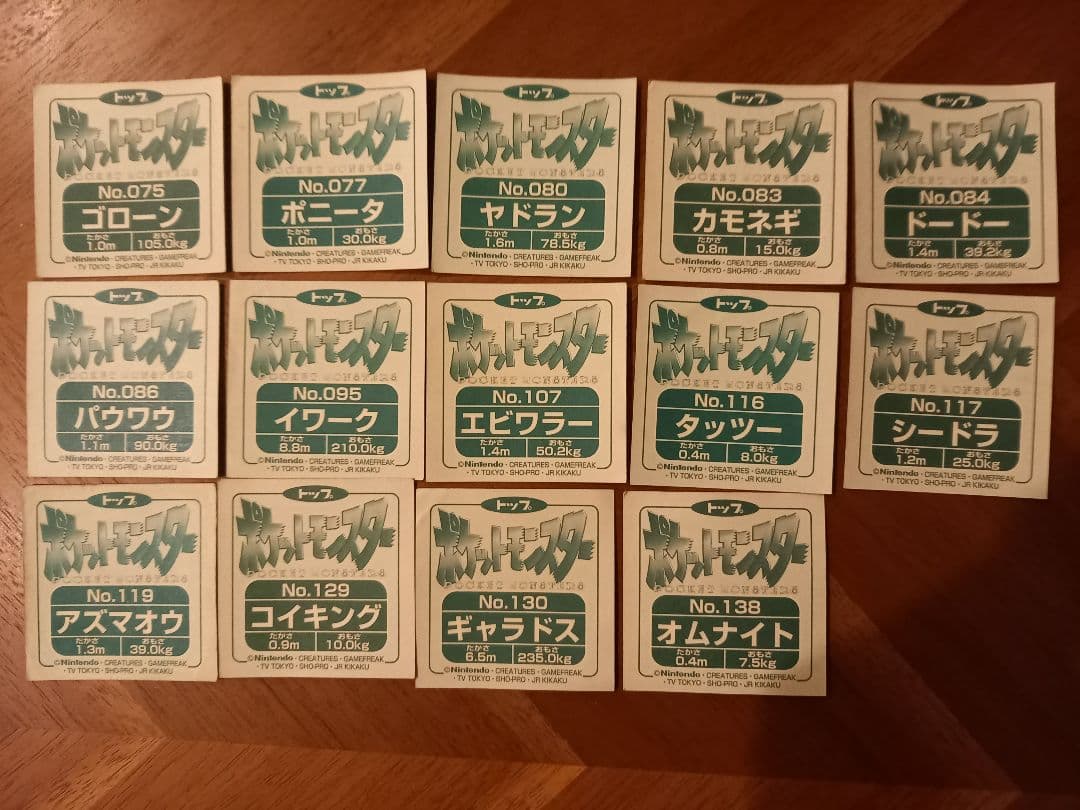 トップ
ポケットモンスター
POCKET MONSTERS
No.075
ゴローン
たかさ おもさ
1.0m 105.0kg
©Nintendo・CREATURES・GAMEFREAK
・TV TOKYO・SHO-PRO・JR KIKAKU
トップ
ポケットモンスター
POCKET MONSTERS
No.077
ポニータ
たかさ おもさ
1.0m 30.0kg
©Nintendo・CREATURES・GAMEFREAK
・TV TOKYO・SHO-PRO・JR KIKAKU
トップ
ポケットモンスター
POCKET MONSTERS
No.080
ヤドラン
たかさ おもさ
1.6m 78.5kg
©Nintendo・CREATURES・GAMEFREAK
・TV TOKYO・SHO-PRO・JR KIKAKU
トップ
ポケットモンスター
POCKET MONSTERS
No.083
カモネギ
たかさ おもさ
0.8m 15.0kg
©Nintendo・CREATURES・GAMEFREAK
・TV TOKYO・SHO-PRO・JR KIKAKU
トップ
ポケットモンスター
POCKET MONSTERS
No.084
ドードー
たかさ おもさ
1.4m 39.2kg
©Nintendo・CREATURES・GAMEFREAK
・TV TOKYO・SHO-PRO・JR KIKAKU
トップ
ポケットモンスター
POCKET MONSTERS
No.086
パウワウ
たかさ おもさ
1.1m 90.0kg
©Nintendo・CREATURES・GAMEFREAK
・TV TOKYO・SHO-PRO・JR KIKAKU
トップ
ポケットモンスター
POCKET MONSTERS
No.095
イワーク
たかさ おもさ
8.8m 210.0kg
©Nintendo・CREATURES・GAMEFREAK
・TV TOKYO・SHO-PRO・JR KIKAKU
トップ
ポケットモンスター
POCKET MONSTERS
No.107
エビワラー
たかさ おもさ
1.4m 50.2kg
©Nintendo・CREATURES・GAMEFREAK
・TV TOKYO・SHO-PRO・JR KIKAKU
トップ
ポケットモンスター
POCKET MONSTERS
No.116
タッツー
たかさ おもさ
0.4m 8.0kg
©Nintendo・CREATURES・GAMEFREAK
・TV TOKYO・SHO-PRO・JR KIKAKU
トップ
ポケットモンスター
POCKET MONSTERS
No.117
シードラ
たかさ おもさ
1.2m 25.0kg
©Nintendo・CREATURES・GAMEFREAK
・TV TOKYO・SHO-PRO・JR KIKAKU
トップ
ポケットモンスター
POCKET MONSTERS
No.119
アズマオウ
たかさ おもさ
1.3m 39.0kg
©Nintendo・CREATURES・GAMEFREAK
・TV TOKYO・SHO-PRO・JR KIKAKU
トップ
ポケットモンスター
POCKET MONSTERS
No.129
コイキング
たかさ おもさ
0.9m 10.0kg
©Nintendo・CREATURES・GAMEFREAK
・TV TOKYO・SHO-PRO・JR KIKAKU
トップ
ポケットモンスター
POCKET MONSTERS
No.130
ギャラドス
たかさ おもさ
6.5m 235.0kg
©Nintendo・CREATURES・GAMEFREAK
・TV TOKYO・SHO-PRO・JR KIKAKU
トップ
ポケットモンスター
POCKET MONSTERS
No.138
オムナイト
たかさ おもさ
0.4m 7.5kg
©Nintendo・CREATURES・GAMEFREAK
・TV TOKYO・SHO-PRO・JR KIKAKU